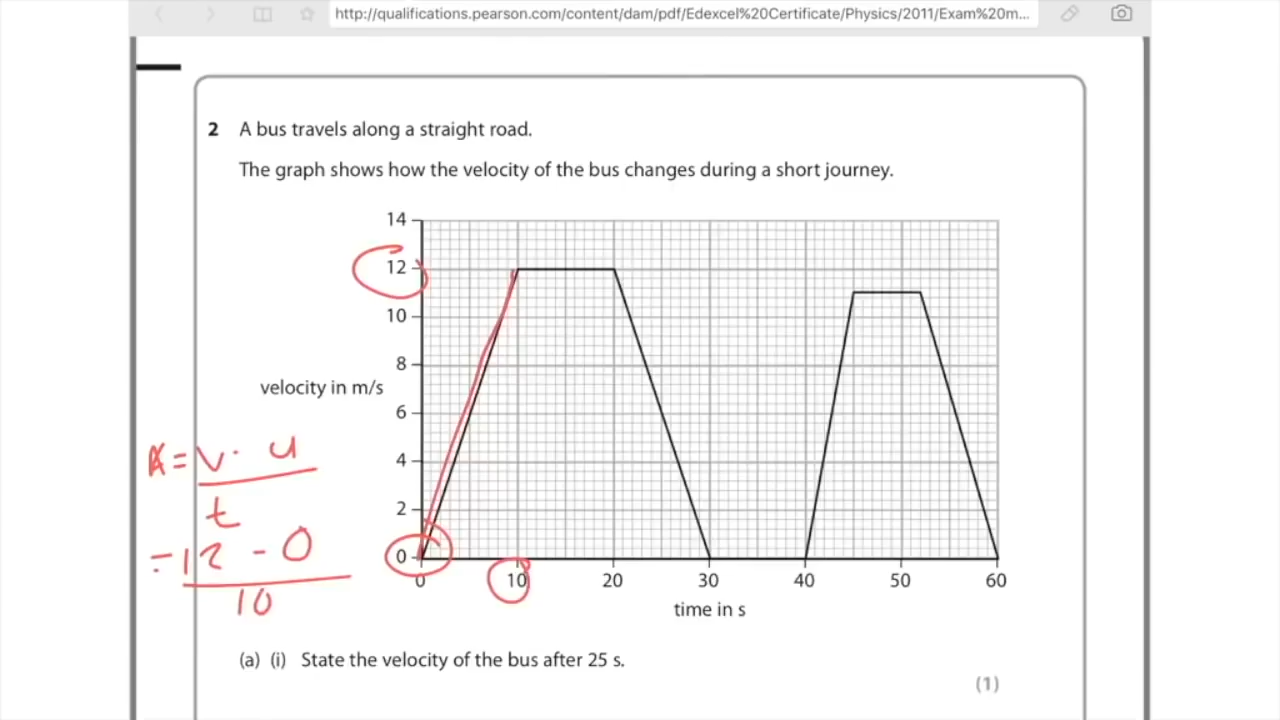 http://qualifications.pearson.com/content/dam/pdf/Edexcel%20Certificate/Physics/2011/Exam%20m...
2 A bus travels along a straight road.
The graph shows how the velocity of the bus changes during a short journey.
14
12
10
8
6
4
2
0
velocity in m/s
0 10 20 30 40 50 60
time in s
= v - u
t
= 12 - 0
10
(a) (i) State the velocity of the bus after 25 s.
(1)